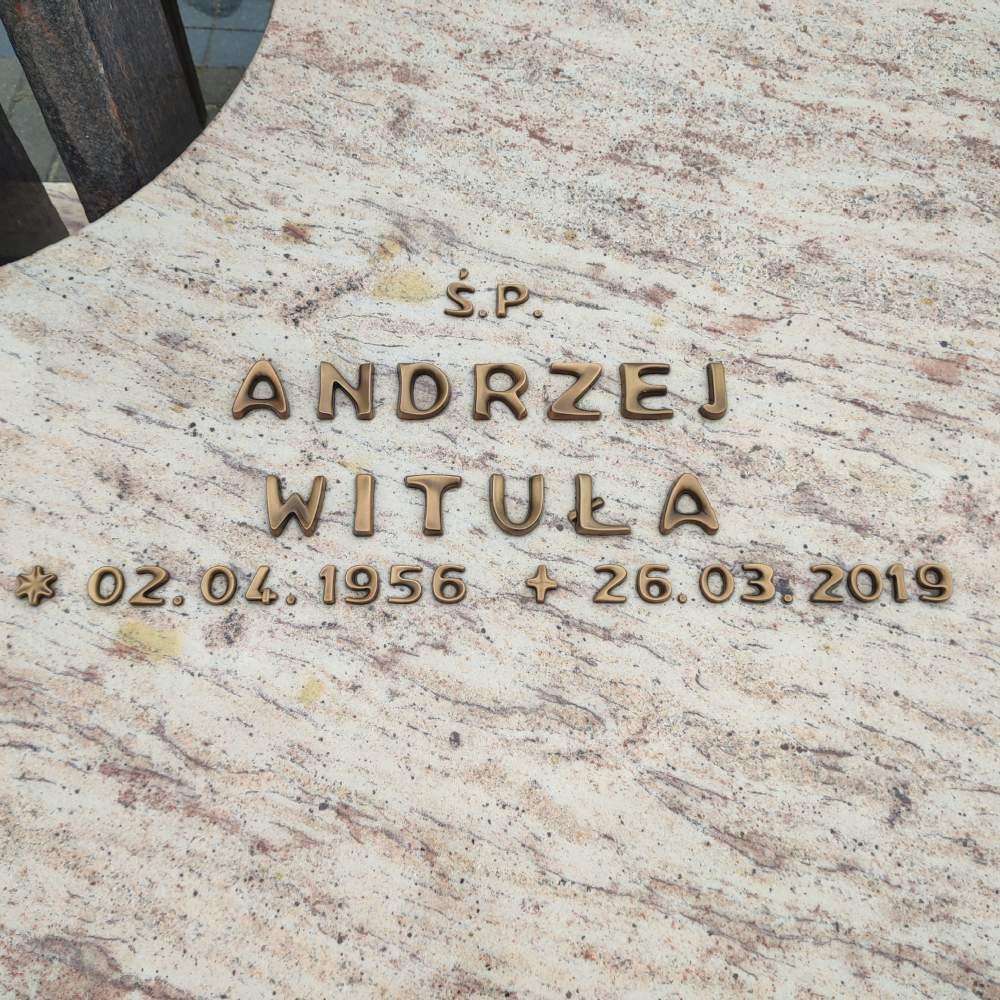 Ś.P.
ANDRZEJ
WITUŁA
* 02.04.1956 + 26.03.2019